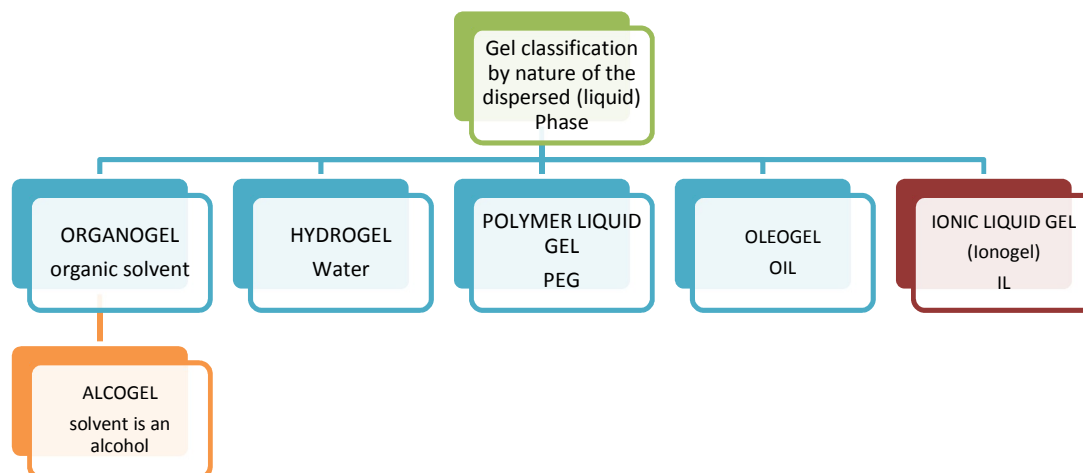 Gel classification
by nature of the
dispersed (liquid)
Phase
ORGANOGEL
organic solvent
HYDROGEL
Water
POLYMER LIQUID
GEL
PEG
OLEOGEL
OIL
IONIC LIQUID GEL
(Ionogel)
IL
ALCOGEL
solvent is an
alcohol